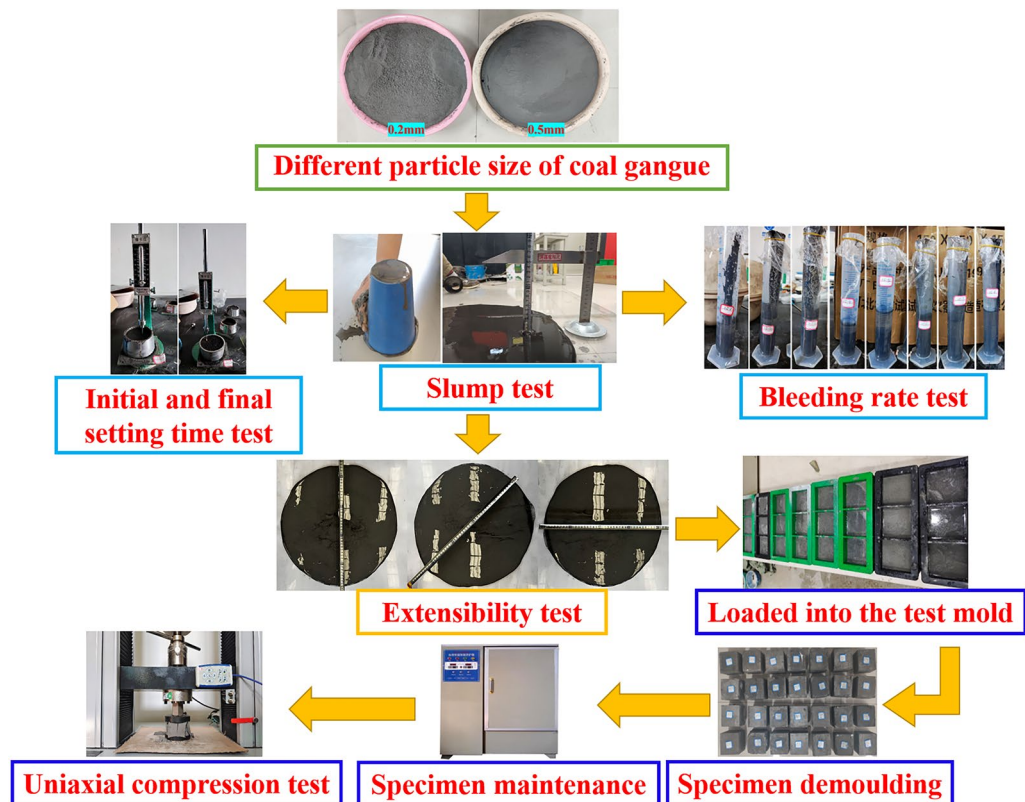 0.2mm
0.5mm
Different particle size of coal gangue
Initial and final
setting time test
Slump test
Bleeding rate test
Extensibility test
Loaded into the test mold
Uniaxial compression test
Specimen maintenance
Specimen demoulding